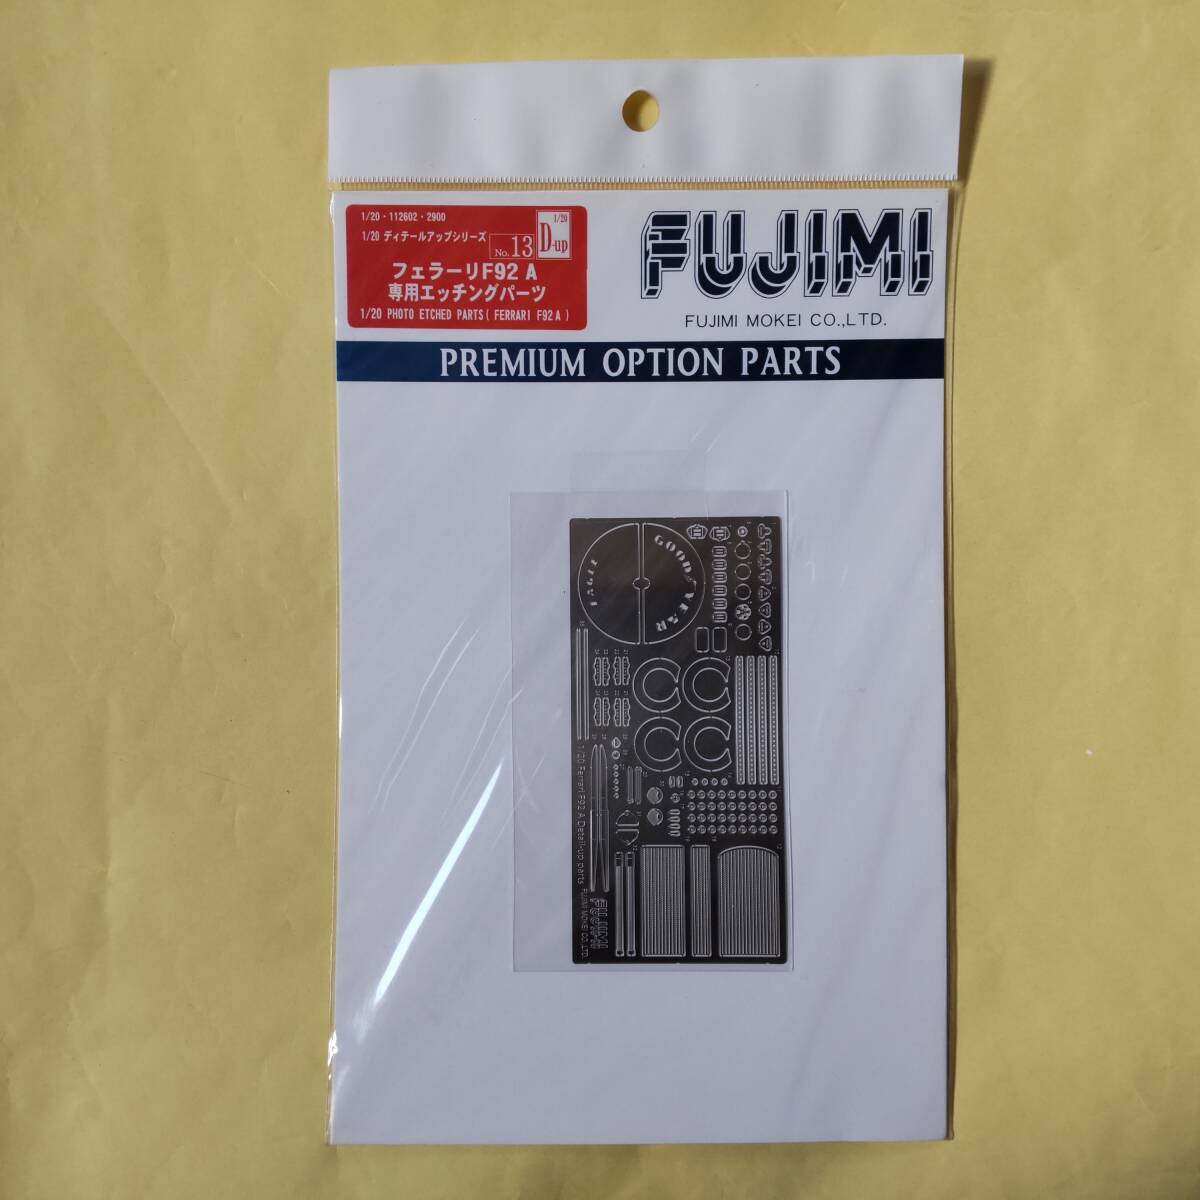 1/20・112602・2900
1/20 ディテールアップシリーズ No.13
1/20 D-up
フェラーリF92 A
専用エッチングパーツ
1/20 PHOTO ETCHED PARTS( FERRARI F92 A )
FUJIMI
FUJIMI MOKEI CO.,LTD.
PREMIUM OPTION PARTS
GOODYEAR
EAGLE
1/20 Ferrari F92 A Detail-up parts
FUJIMI MOKEI CO.,LTD.
FUJIMI